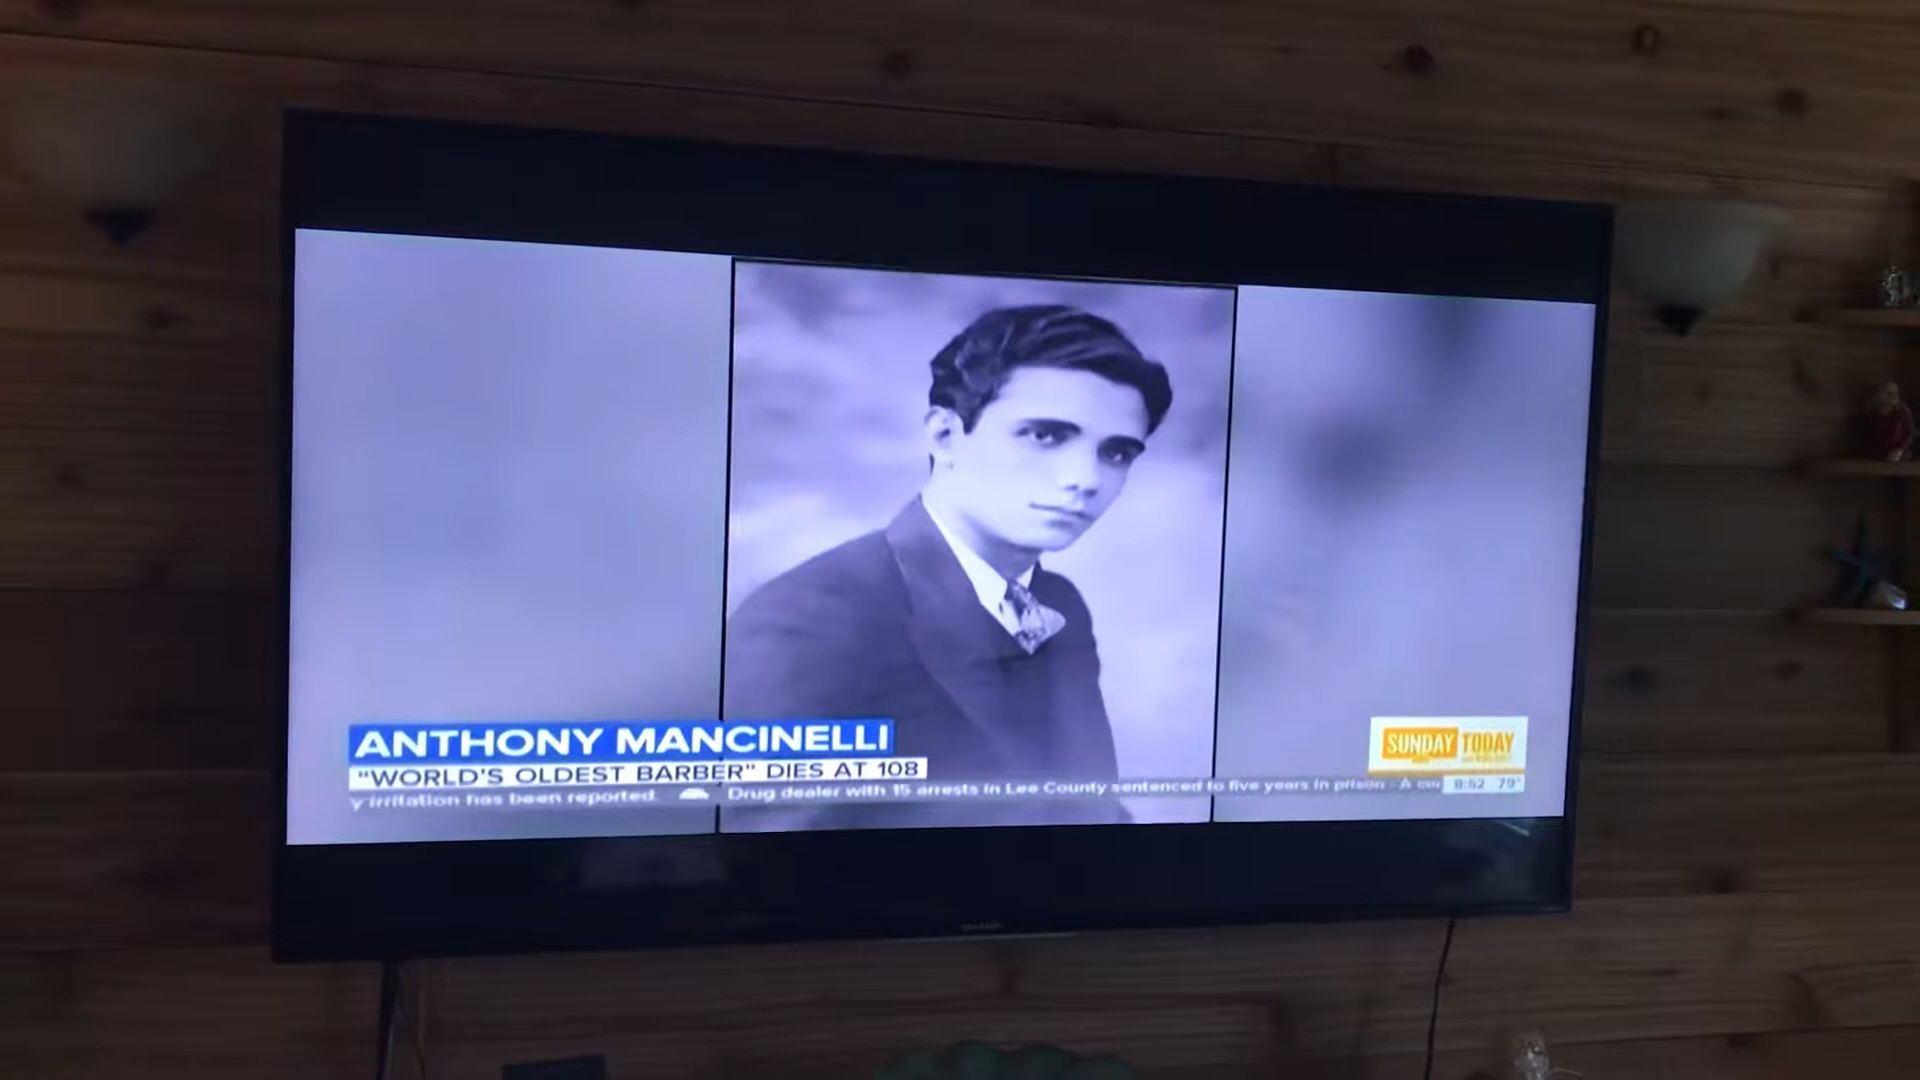 ANTHONY MANCINELLI
"WORLD'S OLDEST BARBER" DIES AT 108
y irritation has been reported. Drug dealer with 15 arrests in Lee County sentenced to five years in prison - A
SUNDAY TODAY
8:52 79°